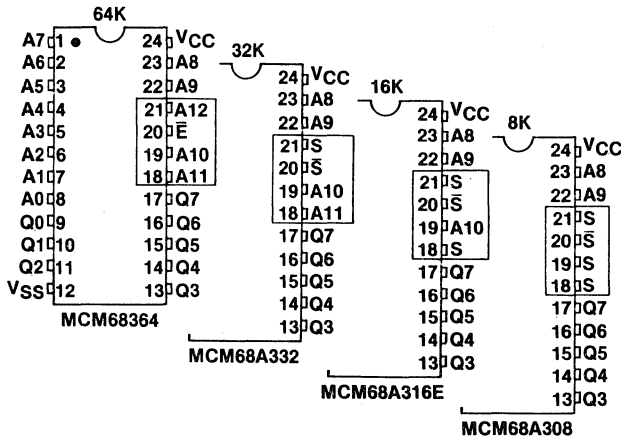 64K
A7 1 24 VCC
A6 2 23 A8
A5 3 22 A9
A4 4 21 A12
A3 5 20 E̅
A2 6 19 A10
A1 7 18 A11
A0 8 17 Q7
Q0 9 16 Q6
Q1 10 15 Q5
Q2 11 14 Q4
VSS 12 13 Q3
MCM68364
32K
24 VCC
23 A8
22 A9
21 S
20 S̅
19 A10
18 A11
17 Q7
16 Q6
15 Q5
14 Q4
13 Q3
MCM68A332
16K
24 VCC
23 A8
22 A9
21 S
20 S̅
19 A10
18 S
17 Q7
16 Q6
15 Q5
14 Q4
13 Q3
MCM68A316E
8K
24 VCC
23 A8
22 A9
21 S
20 S̅
19 S
18 S
17 Q7
16 Q6
15 Q5
14 Q4
13 Q3
MCM68A308